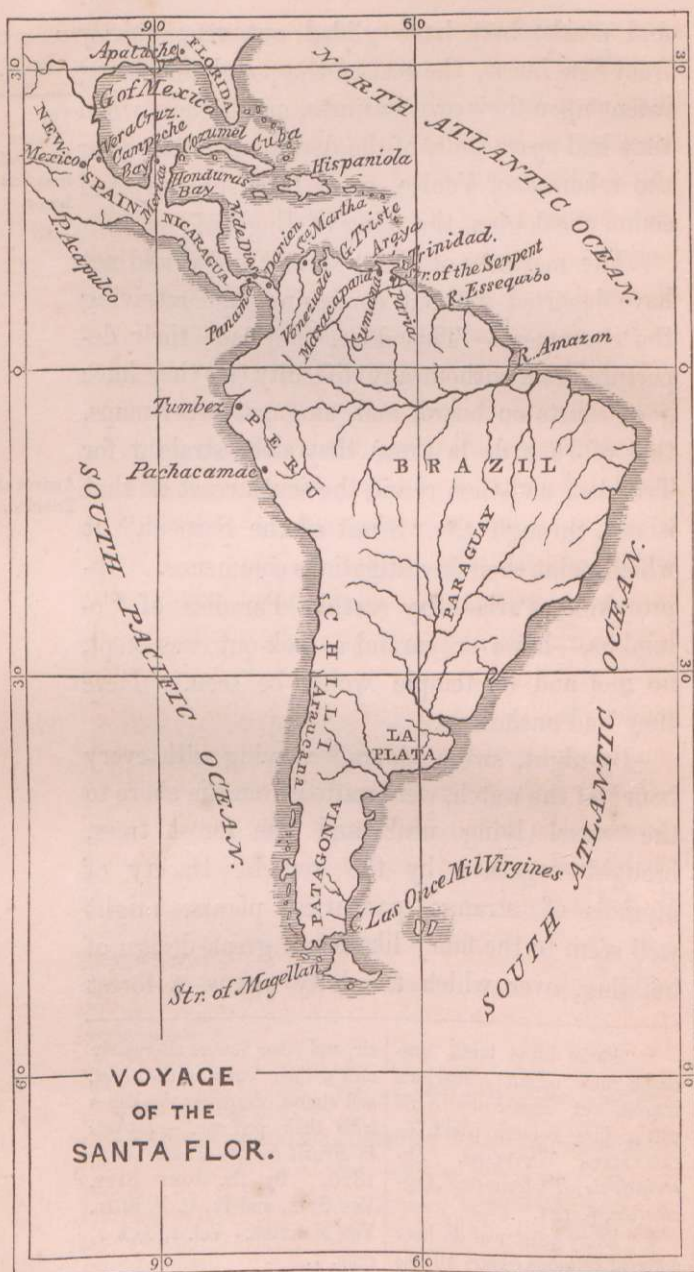 90
60
30
30
Apalache
FLORIDA
NORTH ATLANTIC OCEAN.
G of Mexico
NEW SPAIN
Mexico
Vera Cruz.
Campeche Bay
Merida
Cozumel
Cuba
Honduras Bay
Hispaniola
P. Acapulco
NICARAGUA
N. de Dios
Panama
Darien
Sa. Martha
G. Triste
Araya
Trinidad.
Str. of the Serpent
R. Essequibo
Venezuela
Maracapana
Cumana
Paria
R. Amazon
0
0
Tumbez
PERU
Pachacamac
BRAZIL
SOUTH PACIFIC OCEAN.
PARAGUAY
30
30
CHILI
Araucana
LA
PLATA
PATAGONIA
C. Las Once Mil Virgines
SOUTH ATLANTIC OCEAN.
Str. of Magellan
60
60
VOYAGE
OF THE
SANTA FLOR.
90
60